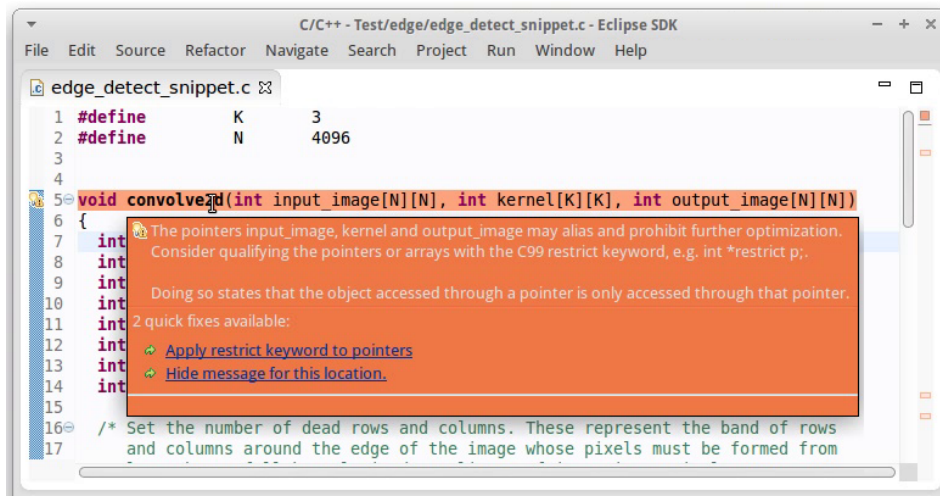 C/C++ - Test/edge/edge_detect_snippet.c - Eclipse SDK
File Edit Source Refactor Navigate Search Project Run Window Help
edge_detect_snippet.c
1 #define K 3
2 #define N 4096
3
4
5 void convolve2d(int input_image[N][N], int kernel[K][K], int output_image[N][N])
6 {
7 int
8 int
9 int
10 int
11 int
12 int
13 int
14 int
15
16 /* Set the number of dead rows and columns. These represent the band of rows
17 and columns around the edge of the image whose pixels must be formed from
The pointers input_image, kernel and output_image may alias and prohibit further optimization.
Consider qualifying the pointers or arrays with the C99 restrict keyword, e.g. int *restrict p;.
Doing so states that the object accessed through a pointer is only accessed through that pointer.
2 quick fixes available:
Apply restrict keyword to pointers
Hide message for this location.